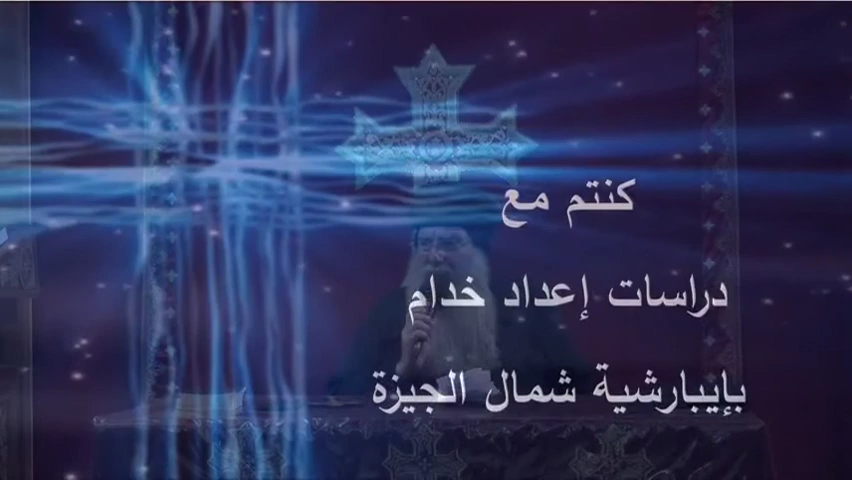 كنتم مع
دراسات إعداد خدام
بإيبارشية شمال الجيزة